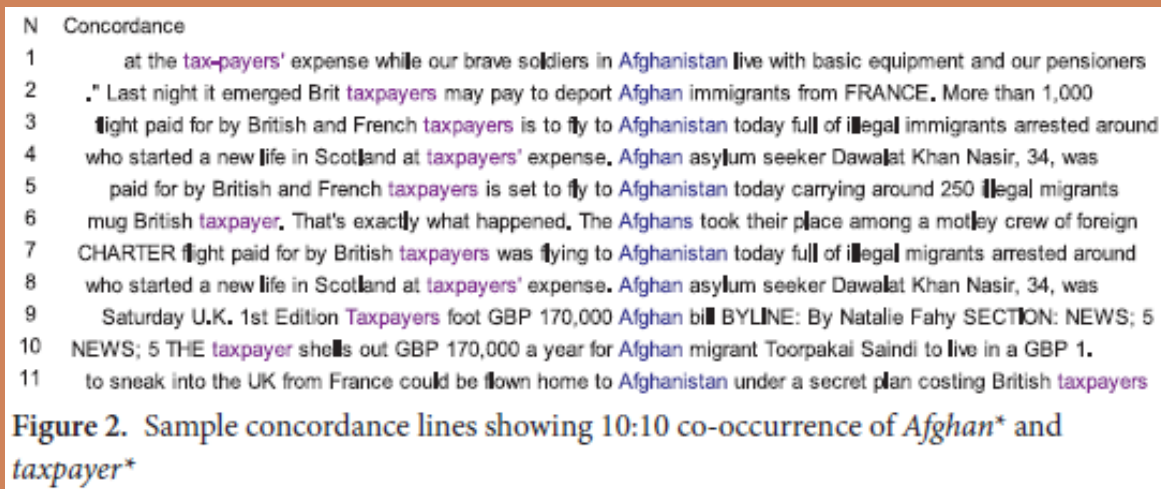 N Concordance
1 at the tax-payers' expense while our brave soldiers in Afghanistan live with basic equipment and our pensioners
2 ." Last night it emerged Brit taxpayers may pay to deport Afghan immigrants from FRANCE. More than 1,000
3 flight paid for by British and French taxpayers is to fly to Afghanistan today full of illegal immigrants arrested around
4 who started a new life in Scotland at taxpayers' expense. Afghan asylum seeker Dawalat Khan Nasir, 34, was
5 paid for by British and French taxpayers is set to fly to Afghanistan today carrying around 250 illegal migrants
6 mug British taxpayer. That's exactly what happened. The Afghans took their place among a motley crew of foreign
7 CHARTER flight paid for by British taxpayers was flying to Afghanistan today full of illegal migrants arrested around
8 who started a new life in Scotland at taxpayers' expense. Afghan asylum seeker Dawalat Khan Nasir, 34, was
9 Saturday U.K. 1st Edition Taxpayers foot GBP 170,000 Afghan bill BYLINE: By Natalie Fahy SECTION: NEWS; 5
10 NEWS; 5 THE taxpayer shells out GBP 170,000 a year for Afghan migrant Toorpakai Saindi to live in a GBP 1.
11 to sneak into the UK from France could be flown home to Afghanistan under a secret plan costing British taxpayers
Figure 2. Sample concordance lines showing 10:10 co-occurrence of Afghan* and
taxpayer*